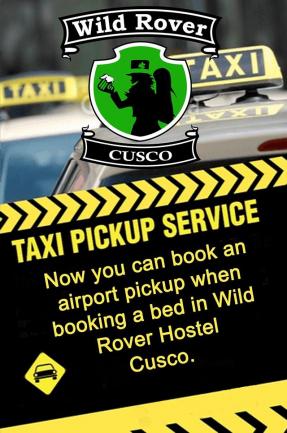 Wild Rover
TAXI
TAXI
CUSCO
TAXI PICKUP SERVICE
Now you can book an
airport pickup when
booking a bed in Wild
Rover Hostel
Cusco.